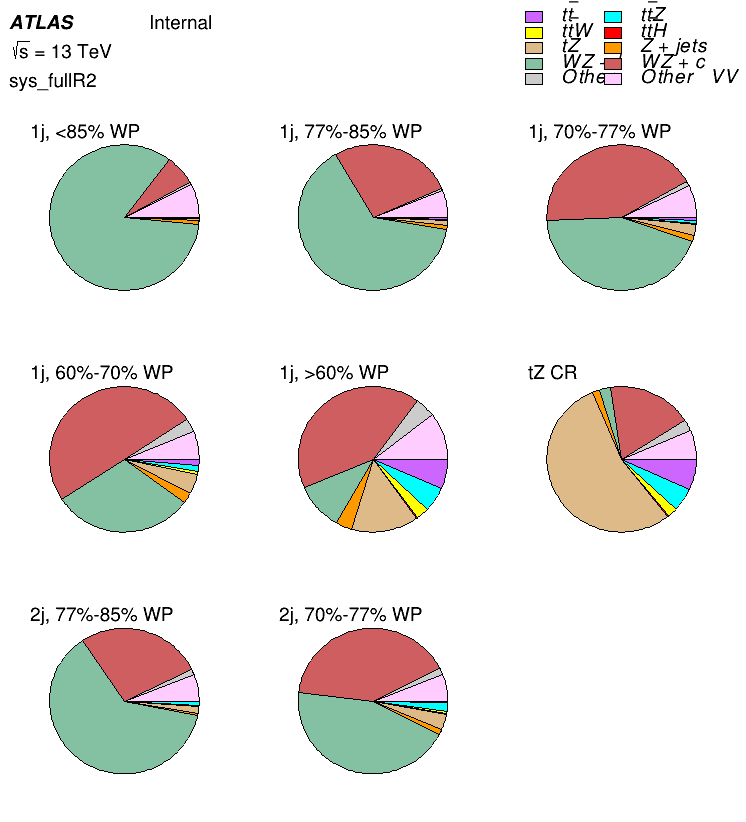 ATLAS Internal
√s = 13 TeV
sys_fullR2
tt̄ tt̄Z
tt̄W tt̄H
tZ Z + jets
WZ + WZ + c
Othe Other VV
1j, <85% WP 1j, 77%-85% WP 1j, 70%-77% WP
1j, 60%-70% WP 1j, >60% WP tZ CR
2j, 77%-85% WP 2j, 70%-77% WP